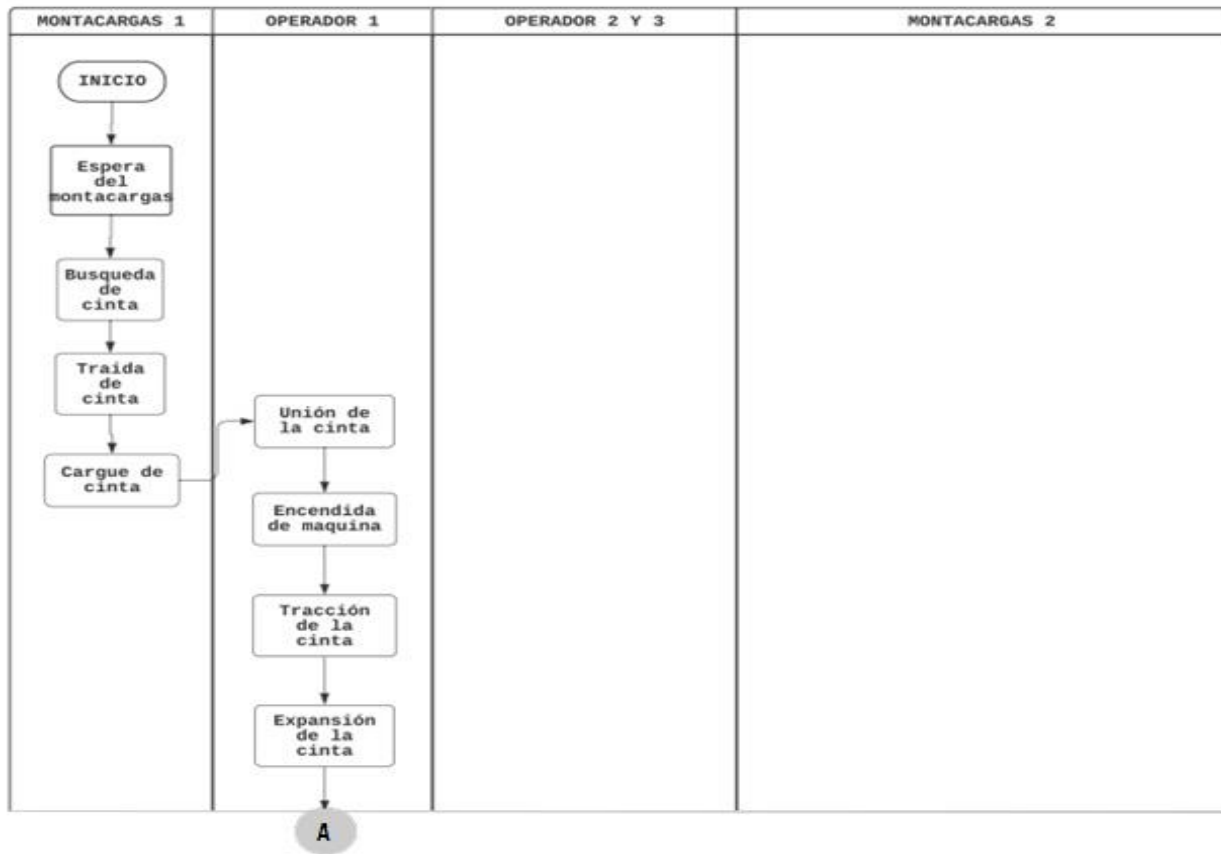 MONTACARGAS 1
OPERADOR 1
OPERADOR 2 Y 3
MONTACARGAS 2
INICIO
Espera
del
montacargas
Busqueda
de
cinta
Traida
de
cinta
Cargue de
cinta
Unión de
la cinta
Encendida
de maquina
Tracción
de la
cinta
Expansión
de la
cinta
A